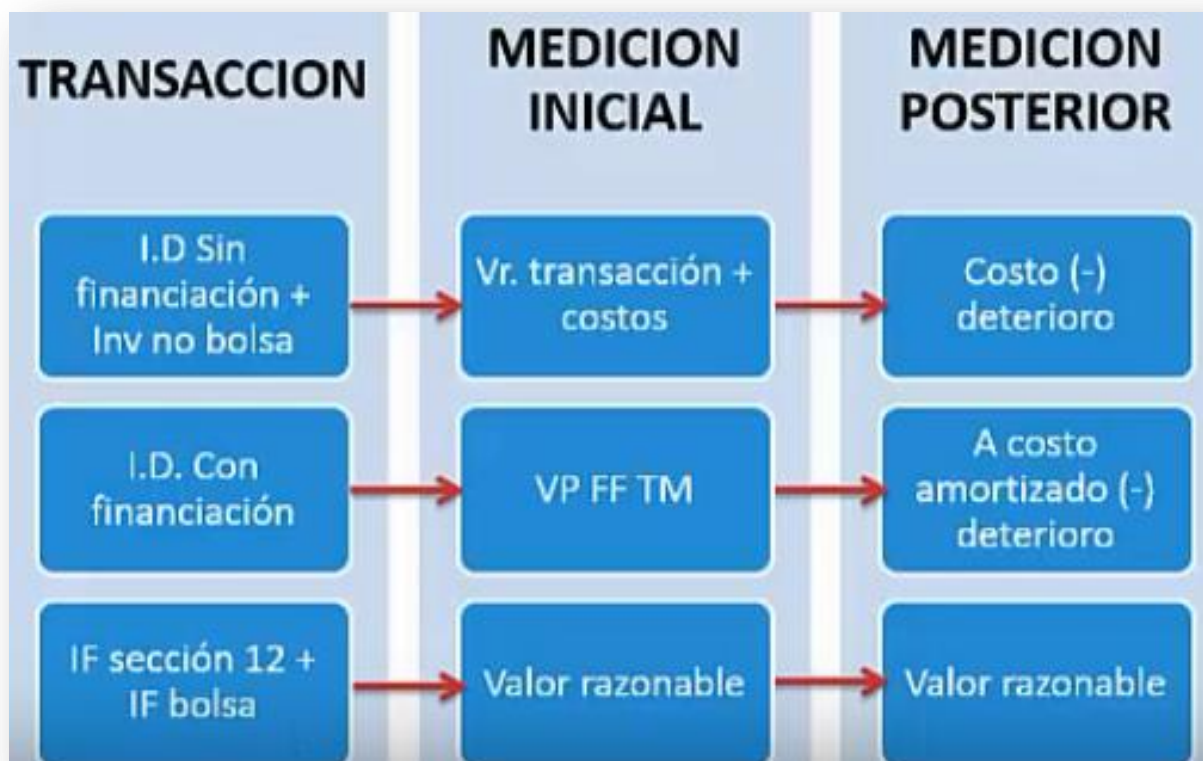 TRANSACCION
MEDICION
INICIAL
MEDICION
POSTERIOR
I.D Sin
financiación +
Inv no bolsa
Vr. transacción +
costos
Costo (-)
deterioro
I.D. Con
financiación
VP FF TM
A costo
amortizado (-)
deterioro
IF sección 12 +
IF bolsa
Valor razonable
Valor razonable